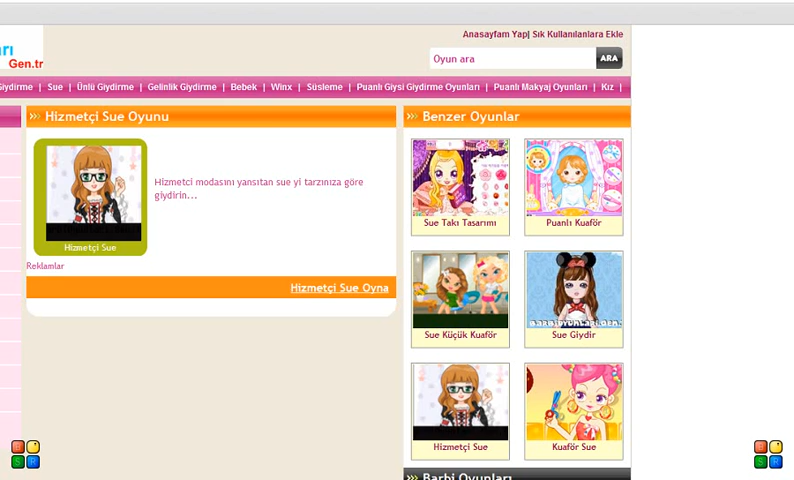 Anasayfam Yap| Sık Kullanılanlara Ekle
arı
Gen.tr
Oyun ara
ARA
Giydirme | Sue | Ünlü Giydirme | Gelinlik Giydirme | Bebek | Winx | Süsleme | Puanlı Giysi Giydirme Oyunları | Puanlı Makyaj Oyunları | Kız |
Hizmetçi Sue Oyunu
Hizmetci modasını yansıtan sue yi tarzınıza göre
giydirin...
Hizmetçi Sue
Reklamlar
Hizmetçi Sue Oyna
Benzer Oyunlar
Sue Takı Tasarımı
Puanlı Kuaför
Sue Küçük Kuaför
Sue Giydir
Hizmetçi Sue
Kuaför Sue
Barbi Oyunları
B S R
B S R